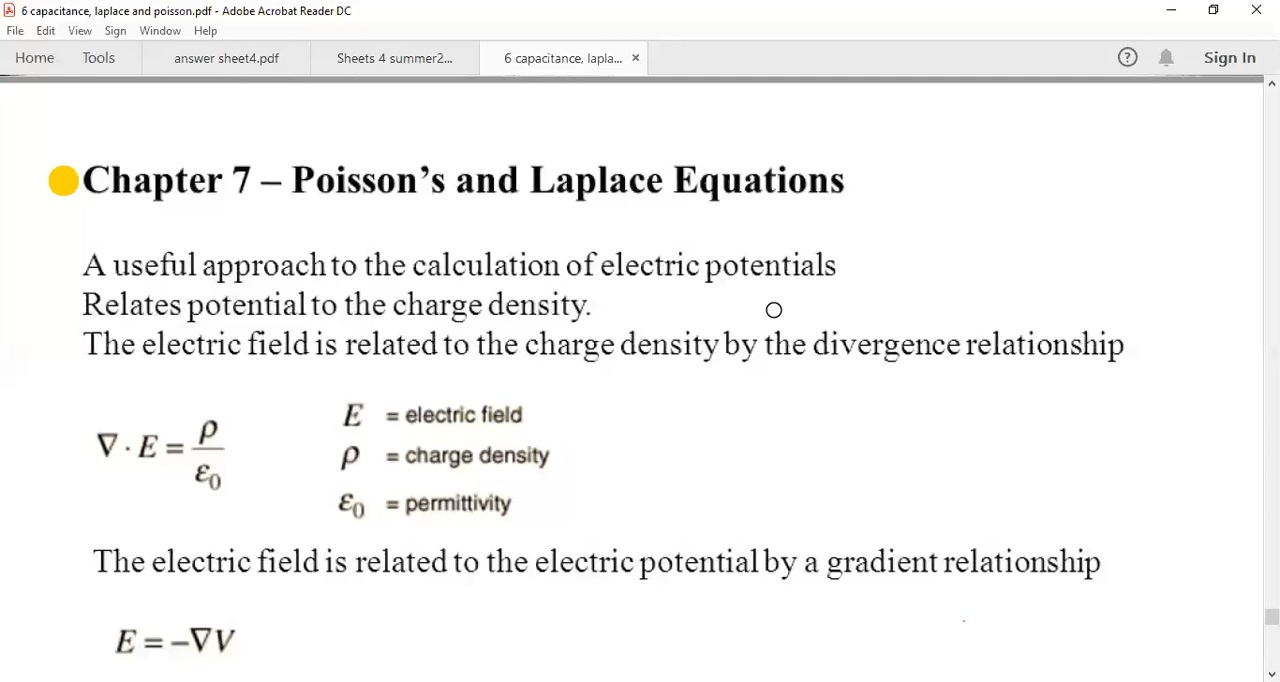 6 capacitance, laplace and poisson.pdf - Adobe Acrobat Reader DC
File Edit View Sign Window Help
Home Tools answer sheet4.pdf Sheets 4 summer2... 6 capacitance, lapla... × Sign In
Chapter 7 – Poisson’s and Laplace Equations
A useful approach to the calculation of electric potentials
Relates potential to the charge density.
The electric field is related to the charge density by the divergence relationship
∇ · E = ρ / ε₀
E = electric field
ρ = charge density
ε₀ = permittivity
The electric field is related to the electric potential by a gradient relationship
E = −∇V